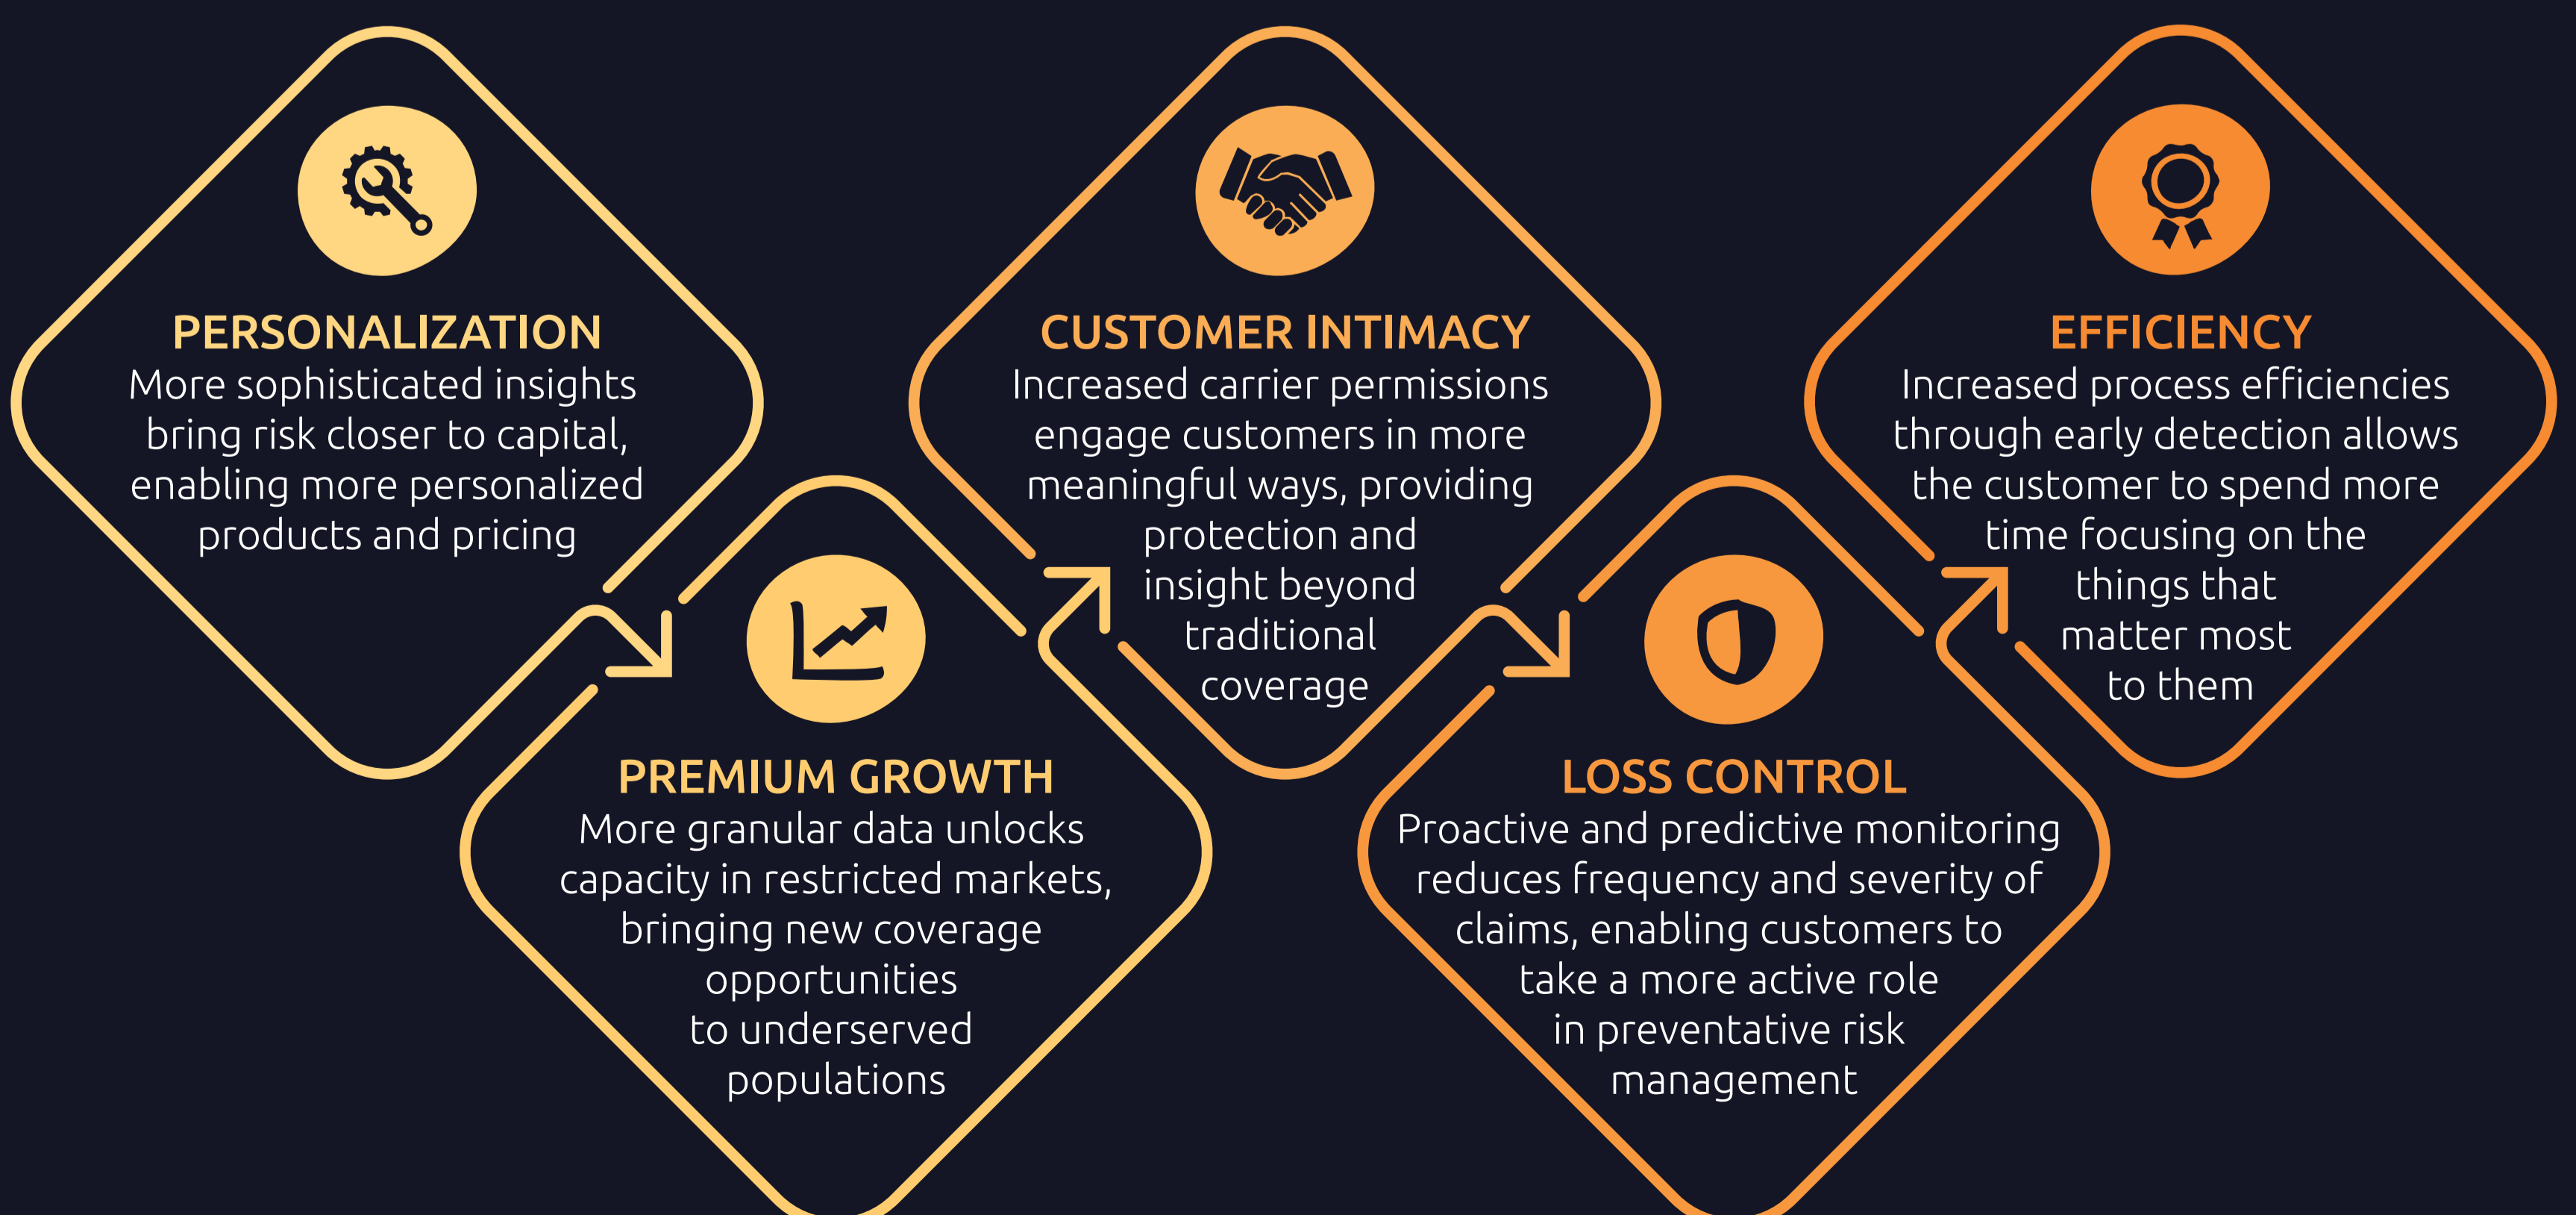 PERSONALIZATION
More sophisticated insights
bring risk closer to capital,
enabling more personalized
products and pricing
PREMIUM GROWTH
More granular data unlocks
capacity in restricted markets,
bringing new coverage
opportunities
to underserved
populations
CUSTOMER INTIMACY
Increased carrier permissions
engage customers in more
meaningful ways, providing
protection and
insight beyond
traditional
coverage
LOSS CONTROL
Proactive and predictive monitoring
reduces frequency and severity of
claims, enabling customers to
take a more active role
in preventative risk
management
EFFICIENCY
Increased process efficiencies
through early detection allows
the customer to spend more
time focusing on the
things that
matter most
to them